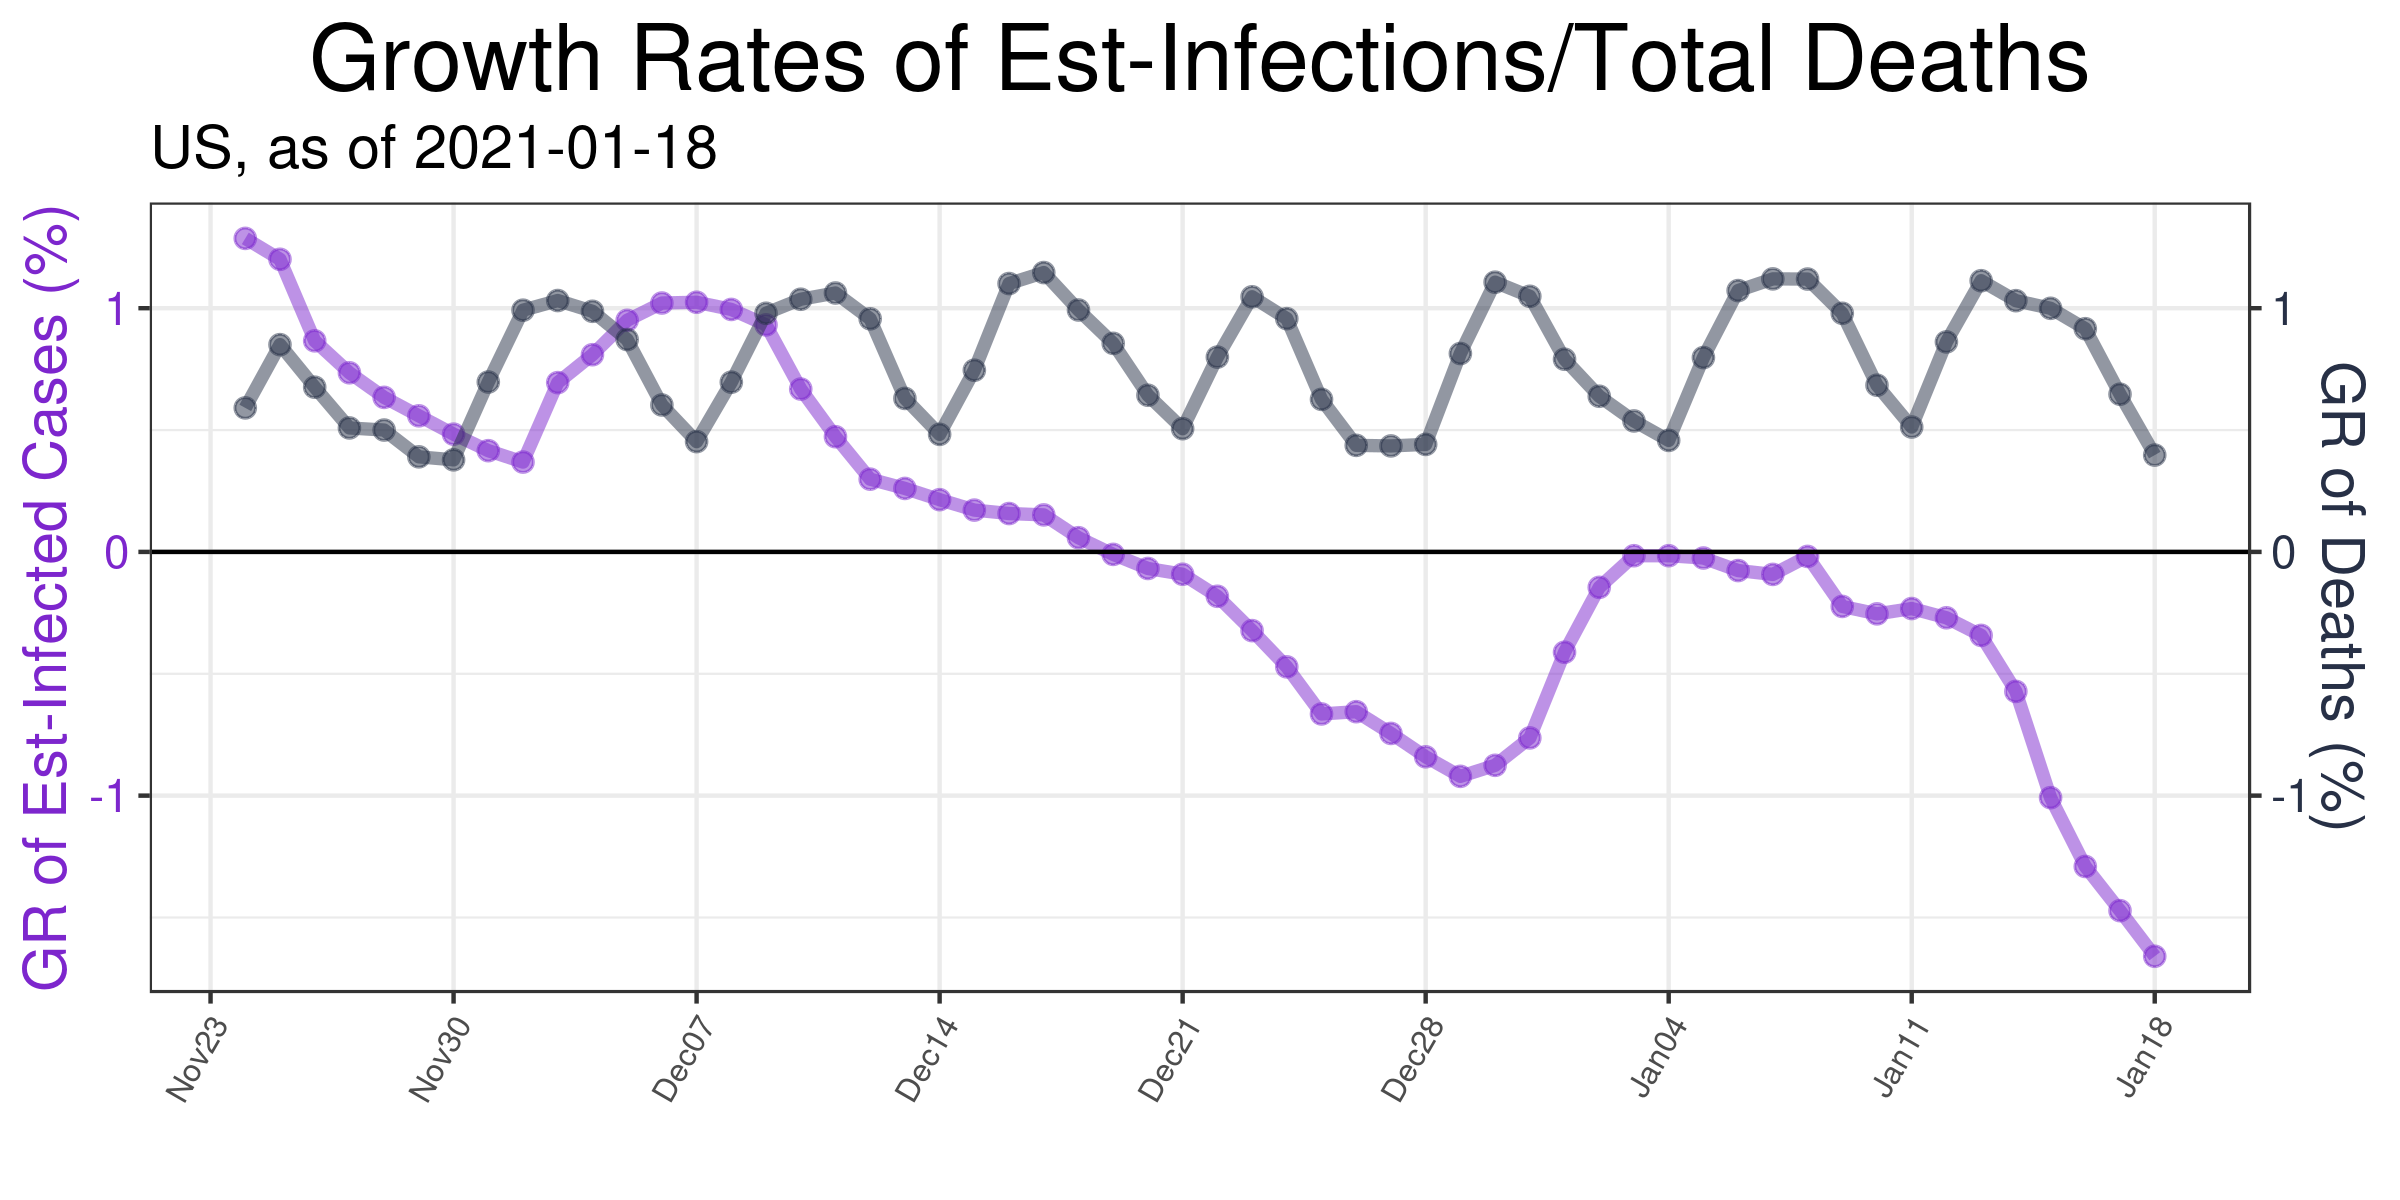 Growth Rates of Est-Infections/Total Deaths
US, as of 2021-01-18
GR of Est-Infected Cases (%)
1
0
-1
1
0
-1
GR of Deaths (%)
Nov23
Nov30
Dec07
Dec14
Dec21
Dec28
Jan04
Jan11
Jan18